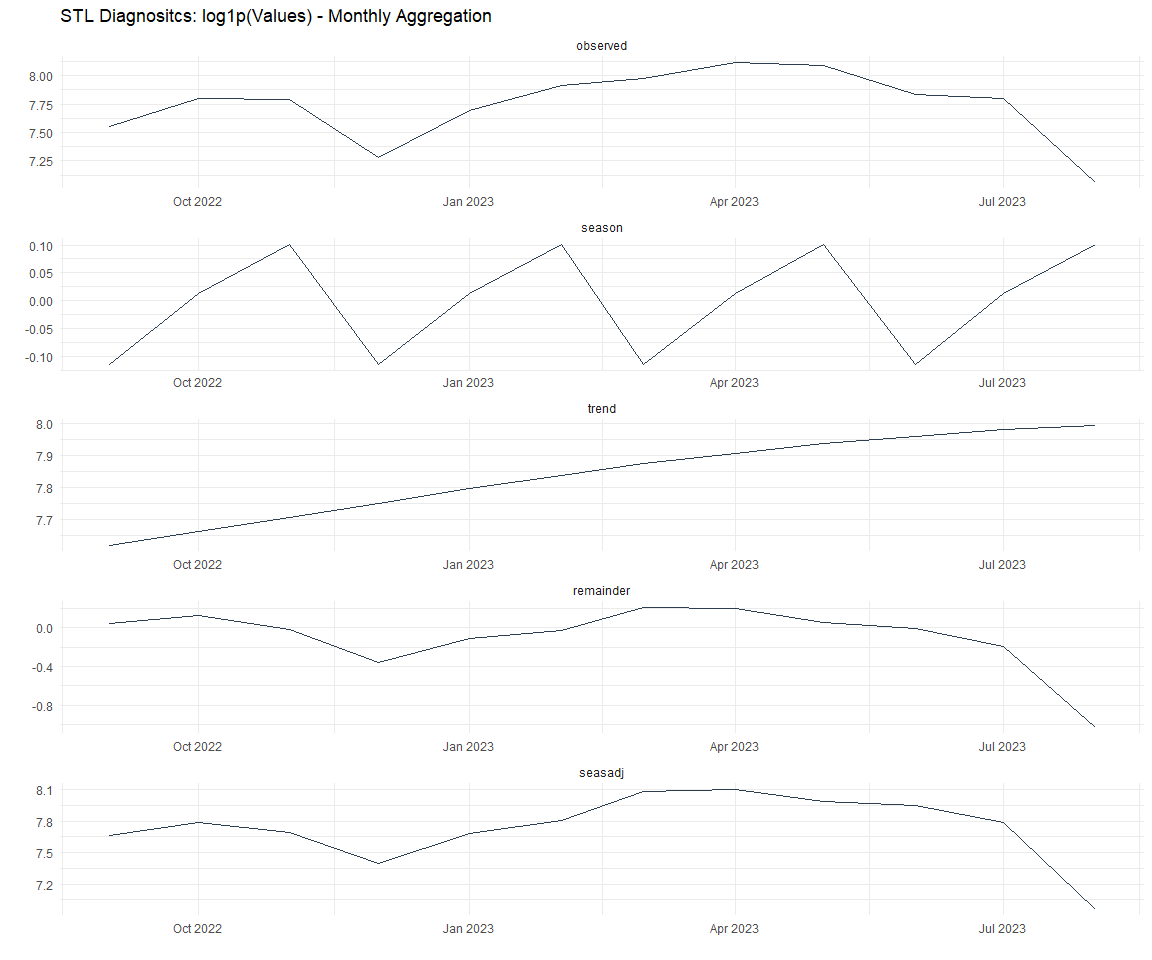 STL Diagnositcs: log1p(Values) - Monthly Aggregation
observed
8.00
7.75
7.50
7.25
Oct 2022 Jan 2023 Apr 2023 Jul 2023
season
0.10
0.05
0.00
-0.05
-0.10
Oct 2022 Jan 2023 Apr 2023 Jul 2023
trend
8.0
7.9
7.8
7.7
Oct 2022 Jan 2023 Apr 2023 Jul 2023
remainder
0.0
-0.4
-0.8
Oct 2022 Jan 2023 Apr 2023 Jul 2023
seasadj
8.1
7.8
7.5
7.2
Oct 2022 Jan 2023 Apr 2023 Jul 2023